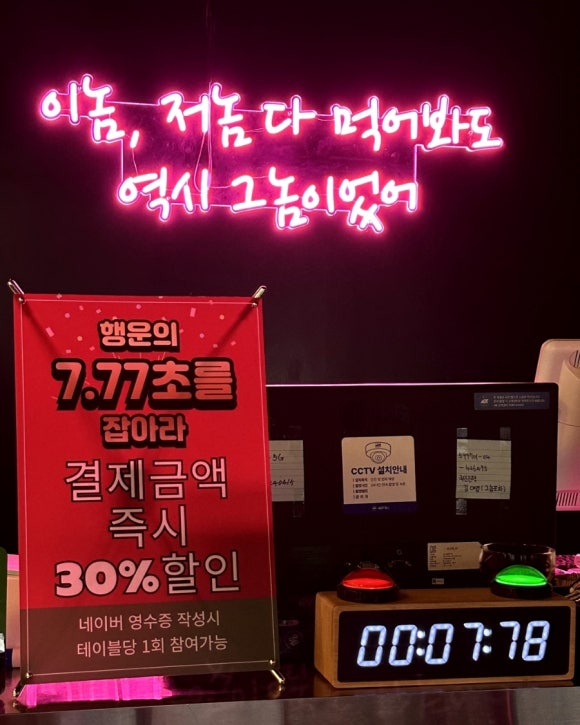 이놈, 저놈 다 먹어봐도
역시 그놈이었어
행운의
7.77초를
잡아라
결제금액
즉시
30%할인
네이버 영수증 작성시
테이블당 1회 참여가능
CCTV 설치안내
00:07:78